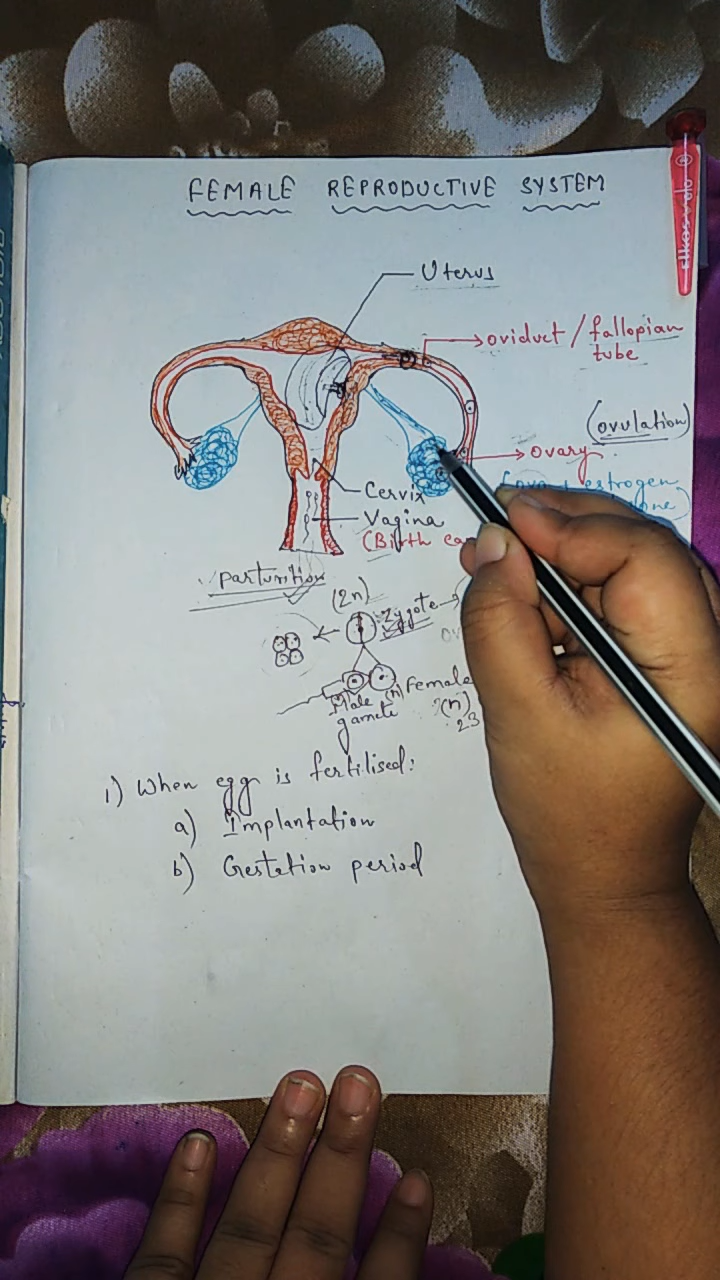 FEMALE REPRODUCTIVE SYSTEM
Uterus
oviduct / fallopian
tube
(ovulation)
ovary
estrogen
Cervix
Vagina
(Birth
parturition
(2n)
Zygote
Male
gamete
(n)
Female
(n)
23
1) When egg is fertilised:
a) Implantation
b) Gestation period